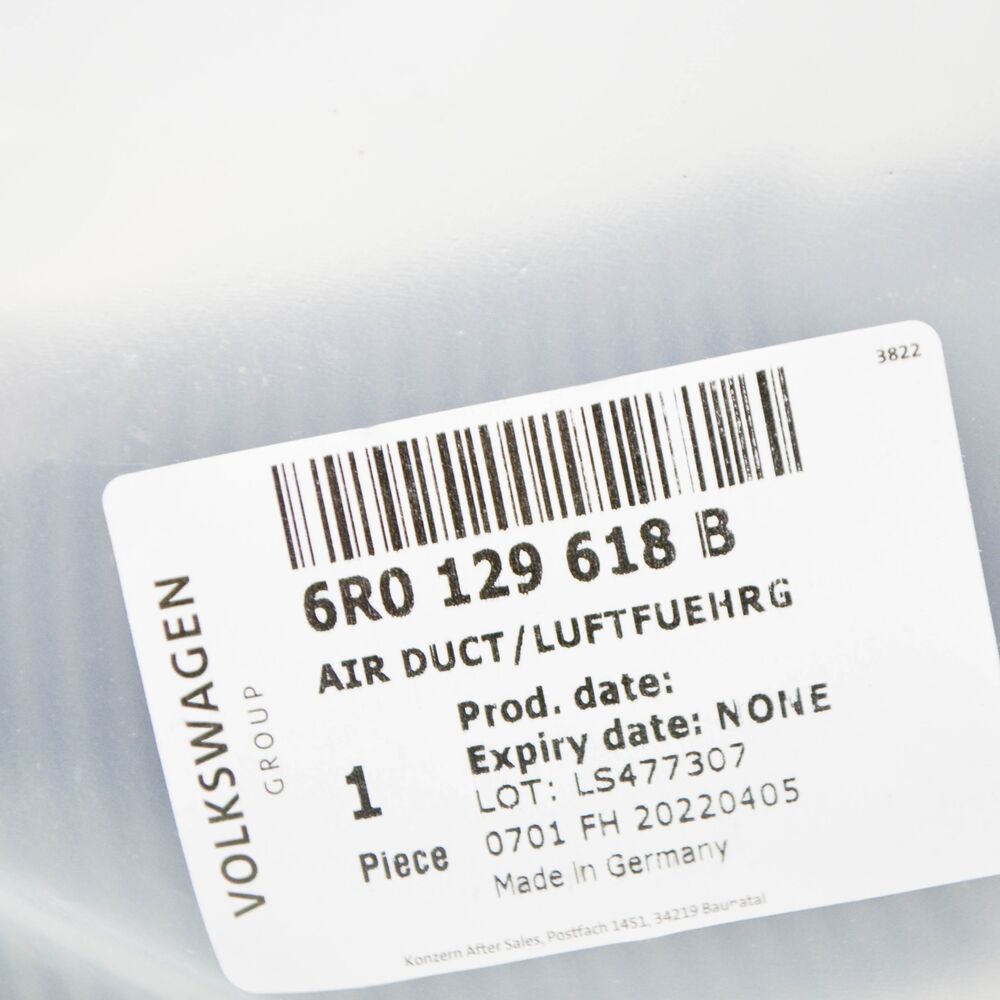 3822
6R0 129 618 B
AIR DUCT/LUFTFUEHRG
Prod. date:
Expiry date: NONE
LOT: LS477307
0701 FH 20220405
Made in Germany
1
Piece
VOLKSWAGEN
GROUP
Konzern After Sales, Postfach 1451, 34219 Baunatal